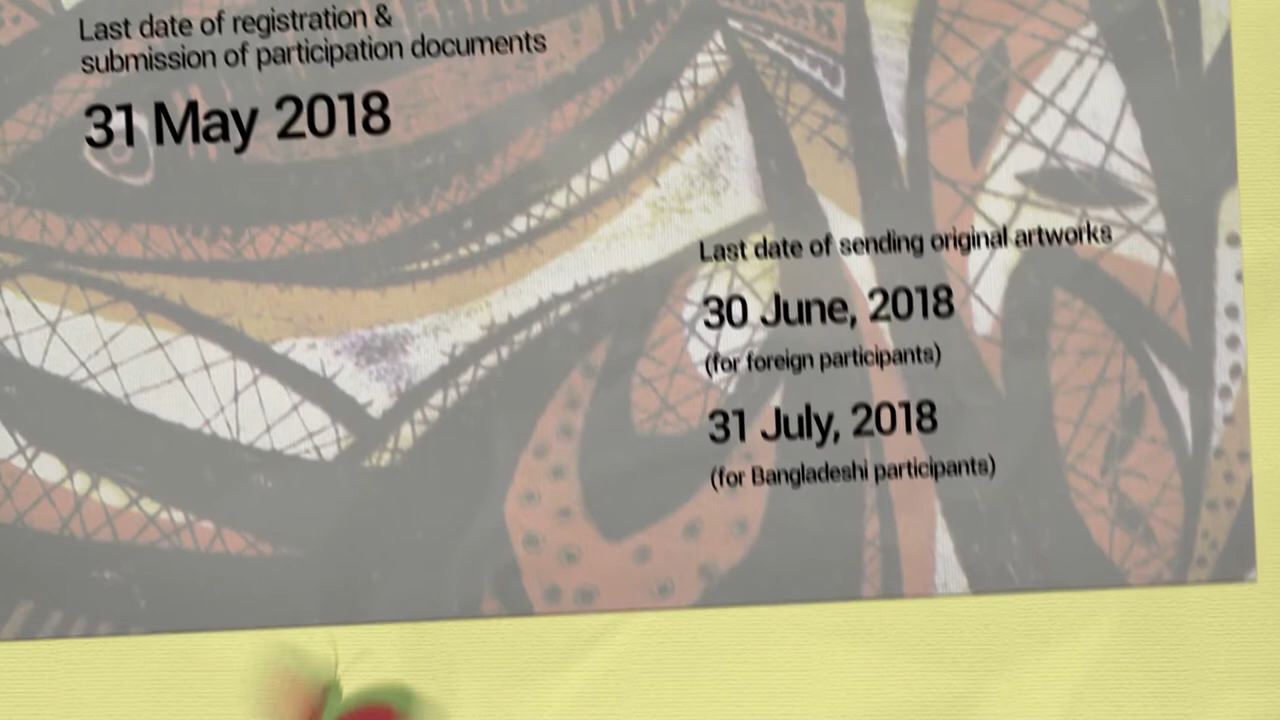 Last date of registration &
submission of participation documents
31 May 2018
Last date of sending original artworks
30 June, 2018
(for foreign participants)
31 July, 2018
(for Bangladeshi participants)